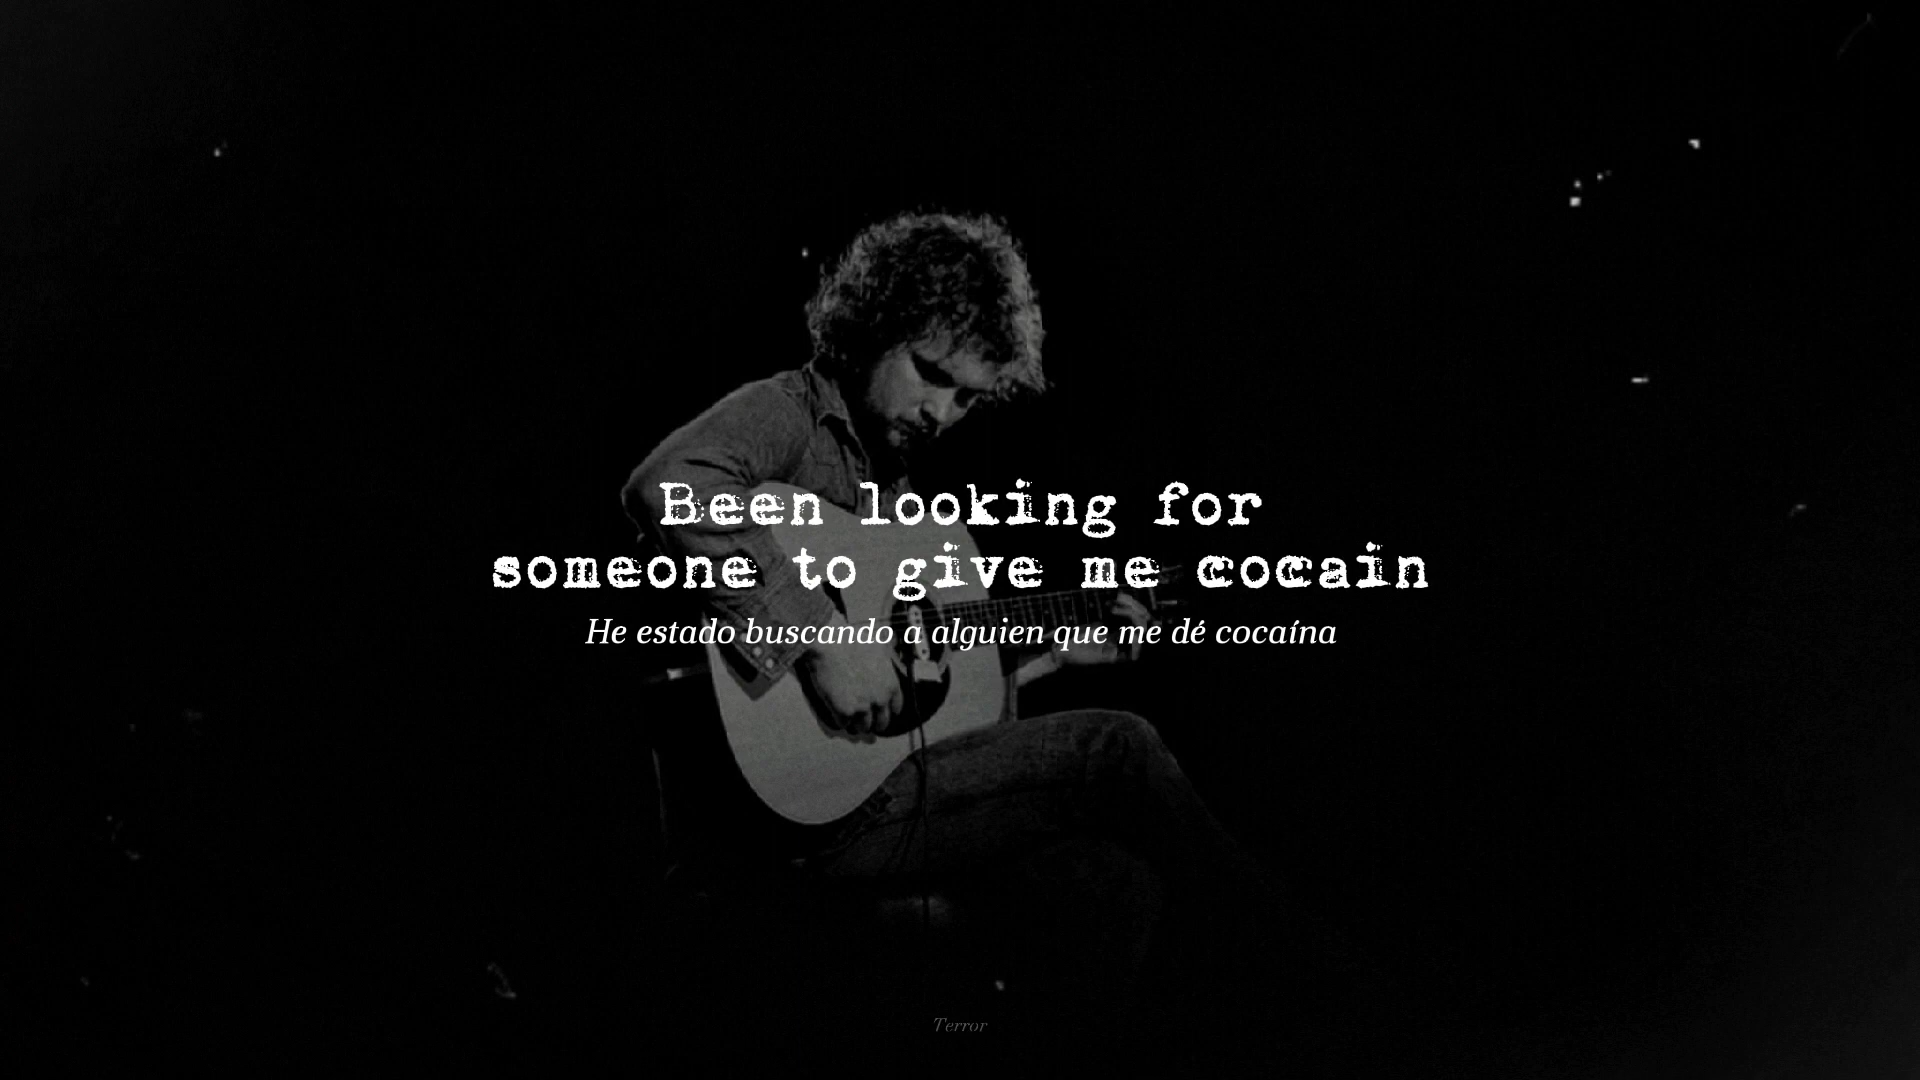 Been looking for
someone to give me cocain
He estado buscando a alguien que me dé cocaína
Terror